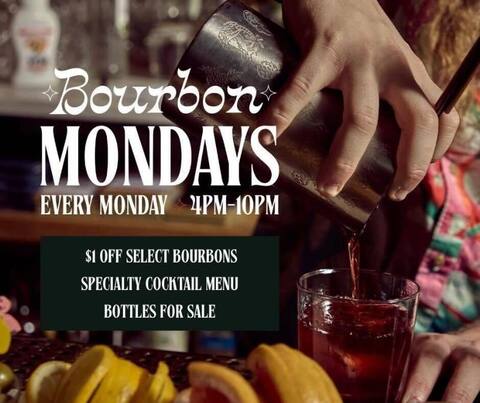 Bourbon
MONDAYS
EVERY MONDAY 4PM-10PM
$1 OFF SELECT BOURBONS
SPECIALTY COCKTAIL MENU
BOTTLES FOR SALE